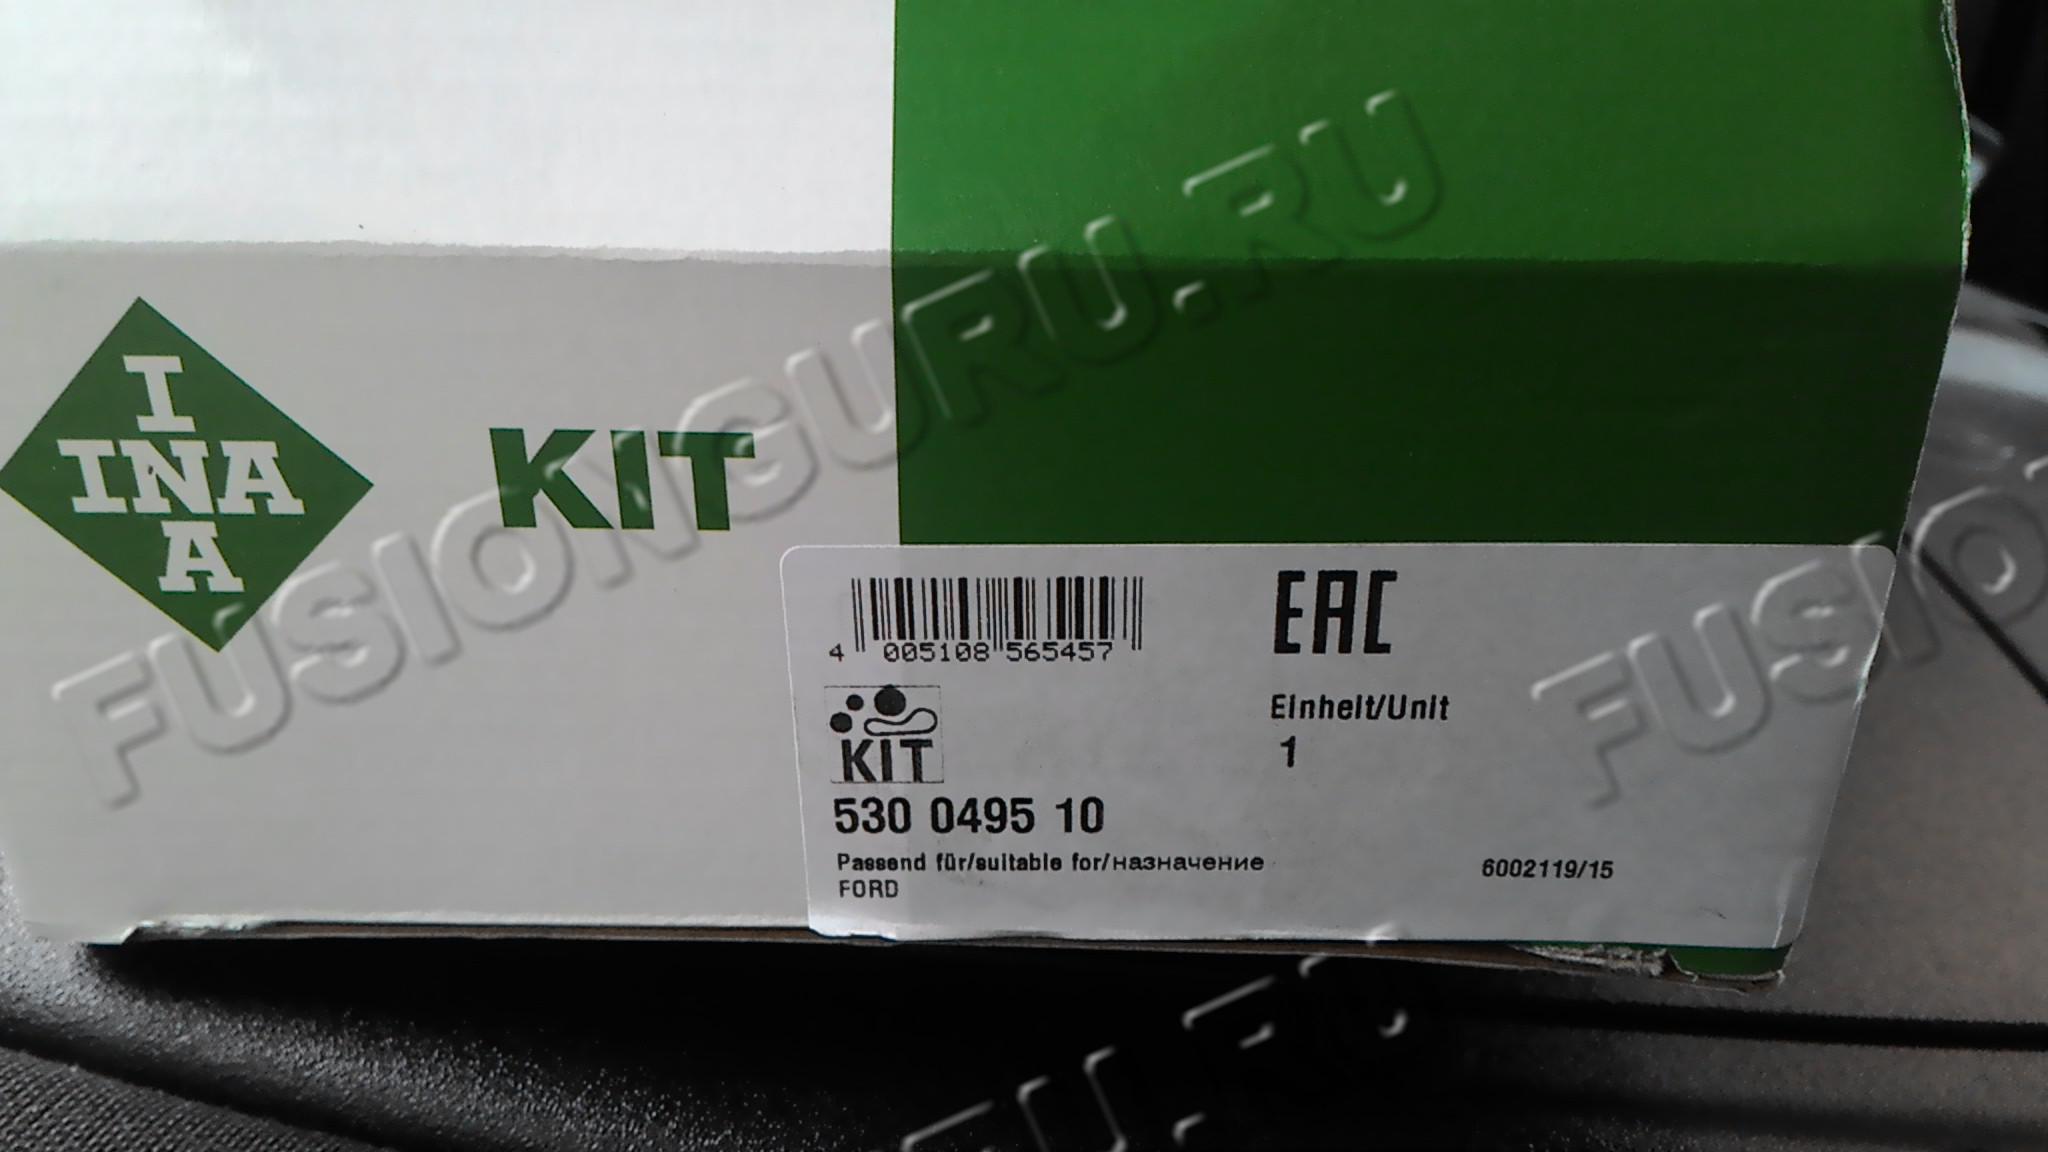 I
INA
A
KIT
FUSIONGURU.RU
4 005108 565457
EAC
Einheit/Unit
1
KIT
530 0495 10
Passend für/suitable for/назначение
FORD
6002119/15
FUSIO